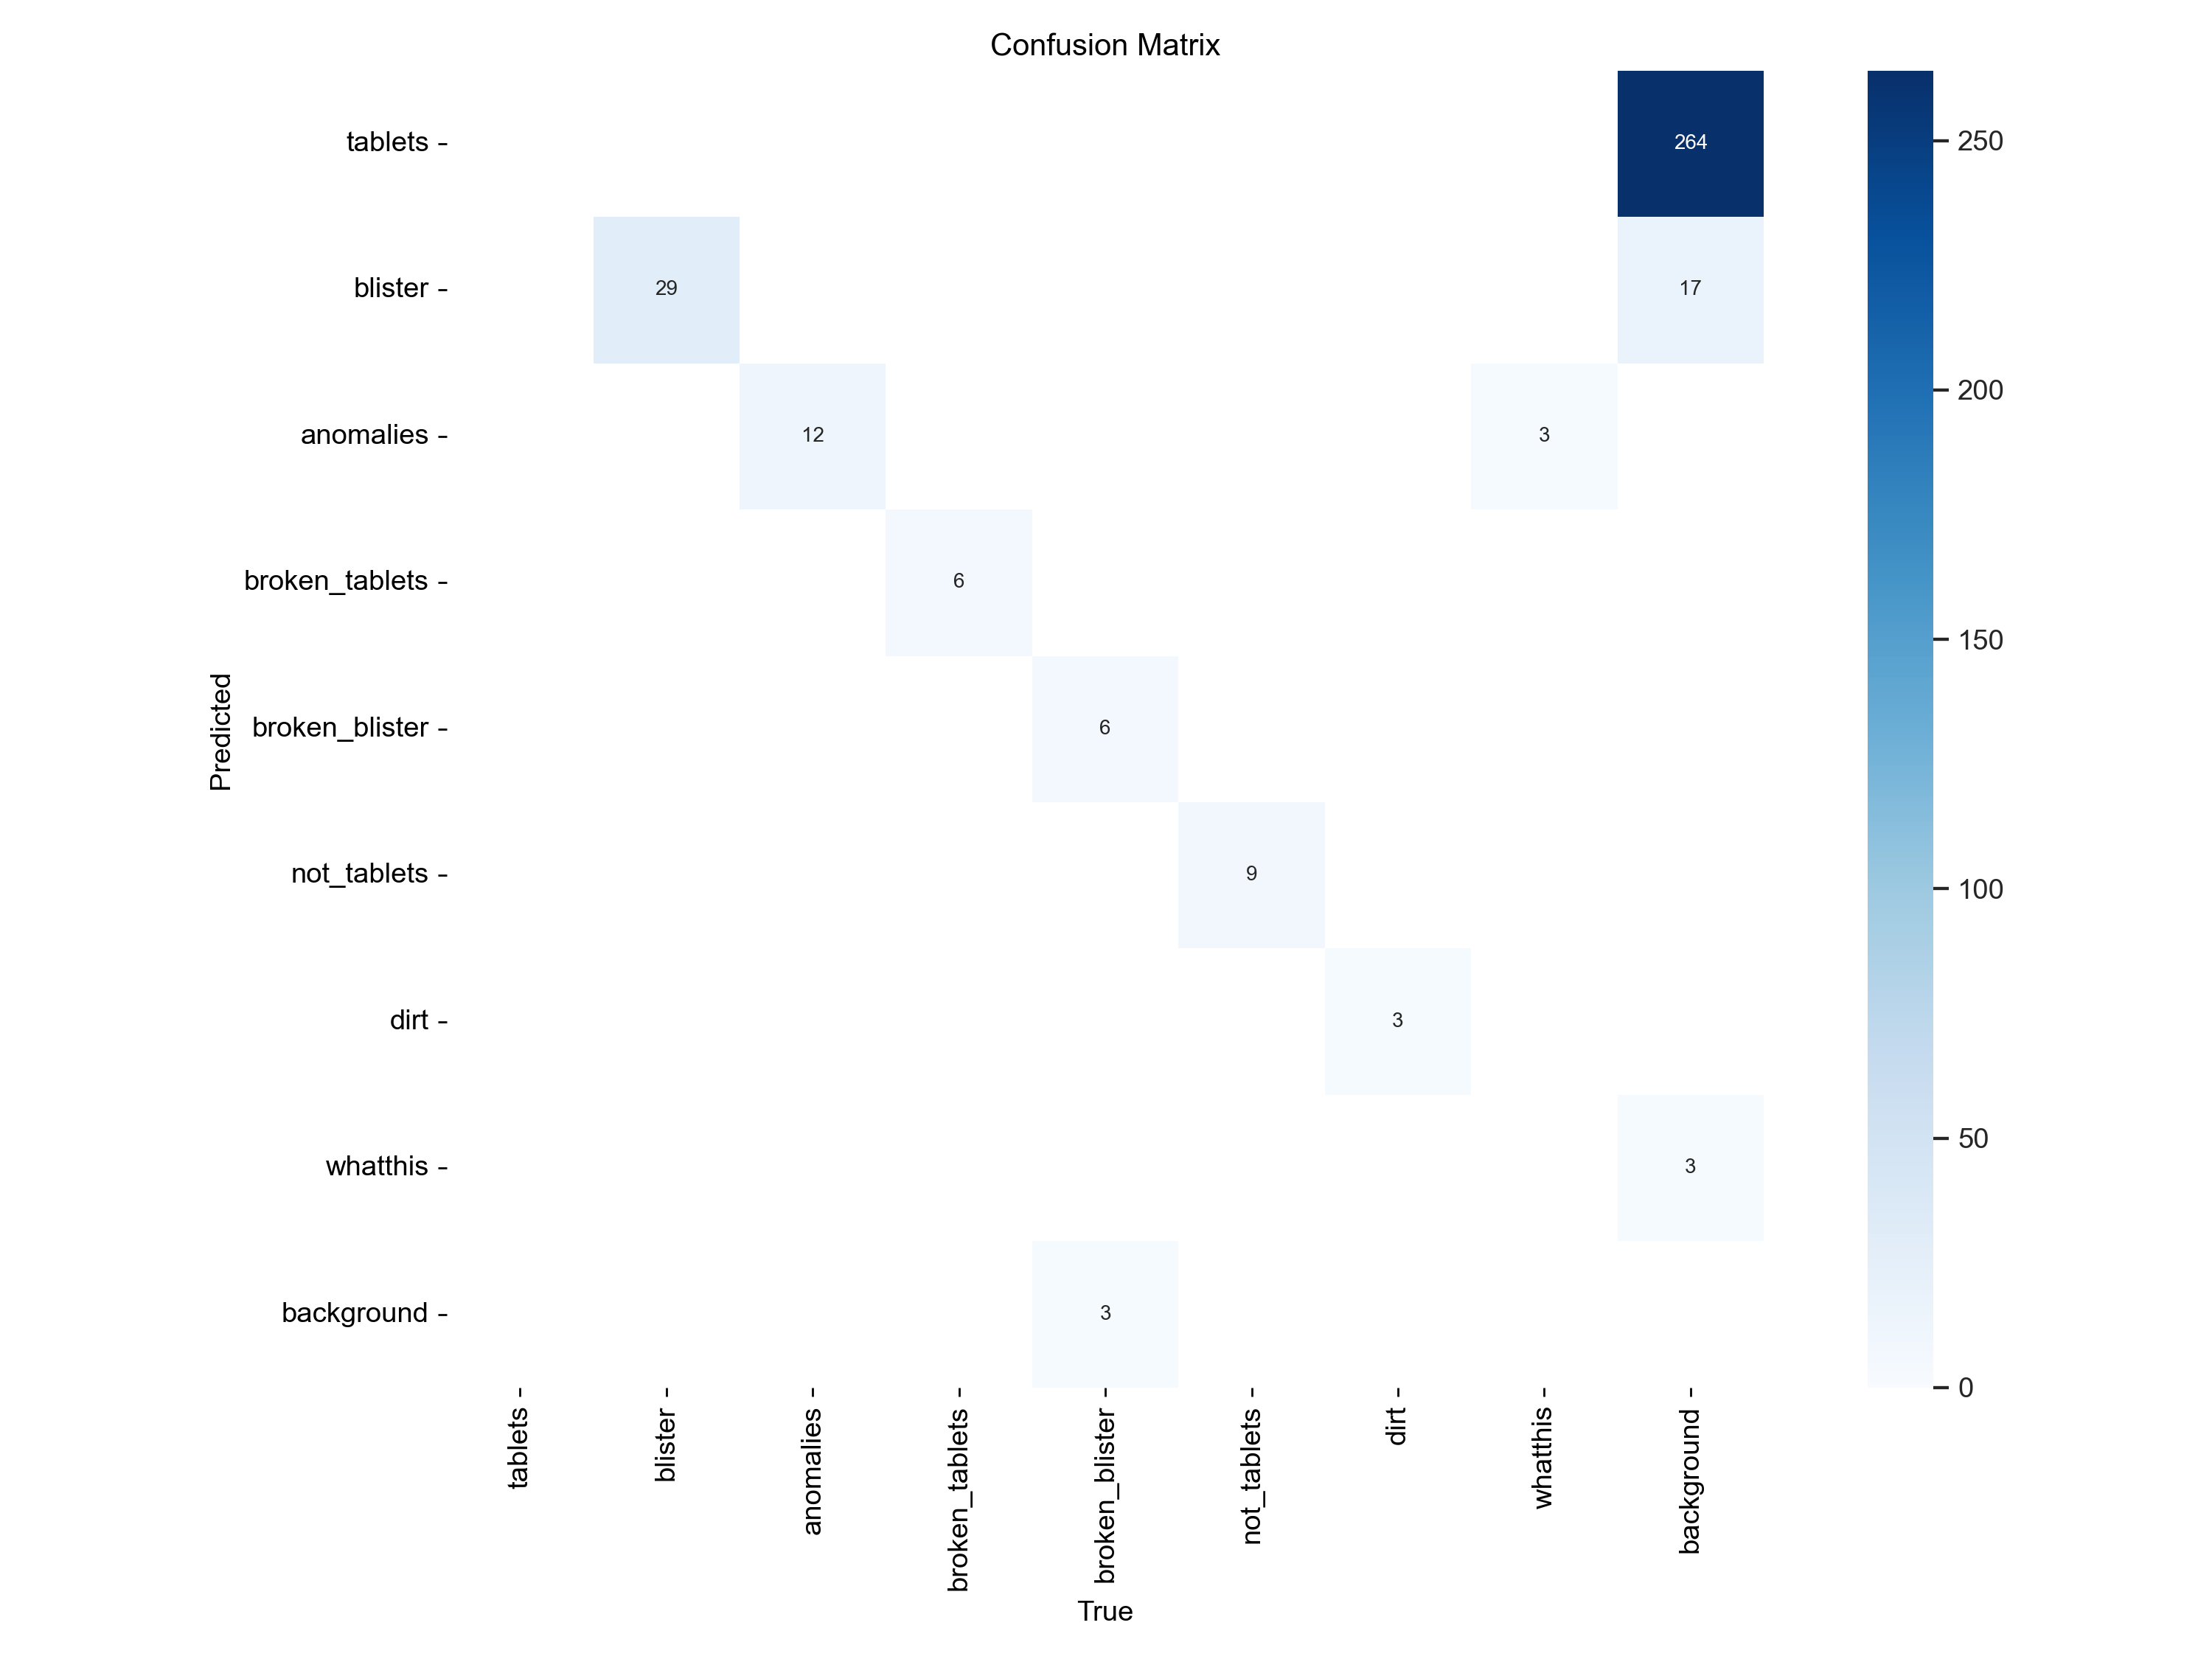 Confusion Matrix
tablets
264
250
blister
29
17
200
anomalies
12
3
broken_tablets
6
150
Predicted
broken_blister
6
not_tablets
9
100
dirt
3
whatthis
3
50
background
3
0
tablets
blister
anomalies
broken_tablets
broken_blister
not_tablets
dirt
whatthis
background
True